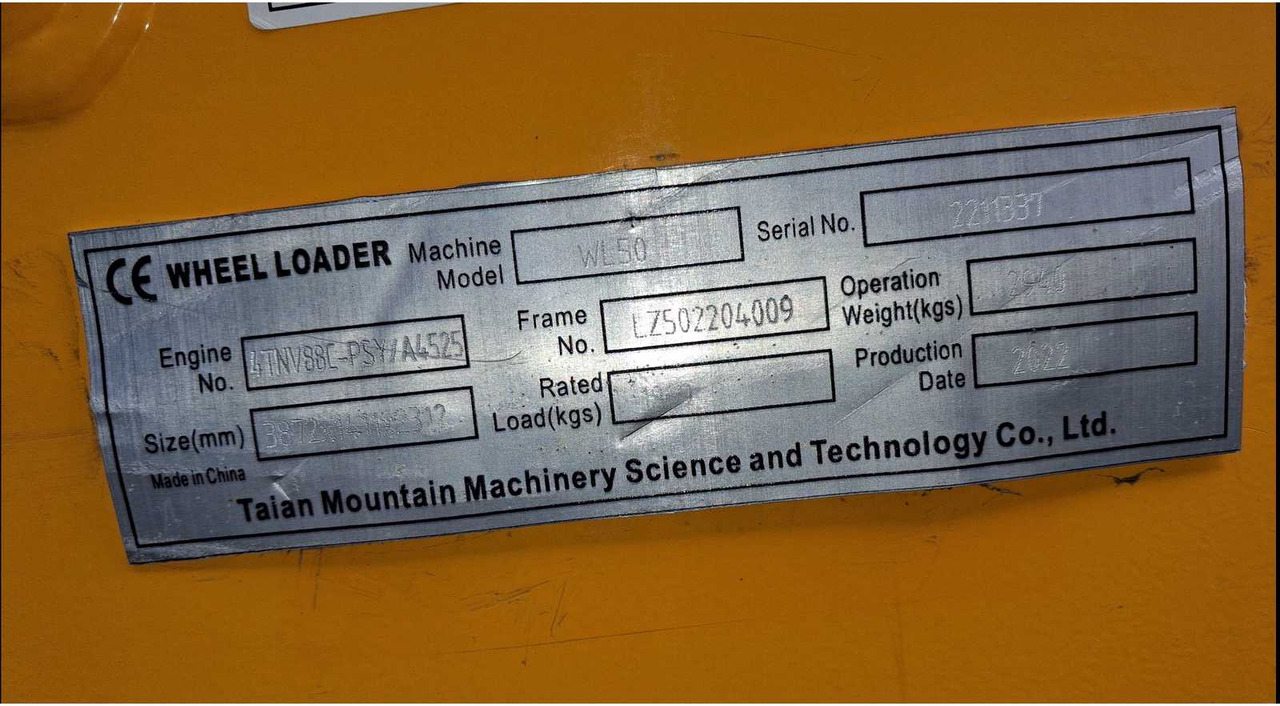 CE WHEEL LOADER
Machine Model WL50
Serial No. 2211337
Engine No. 4TNV88C-PSY/A4525
Frame No. LZ502204009
Operation Weight(kgs) 2940
Size(mm)
Rated Load(kgs)
Production Date 2022
Made in China
Taian Mountain Machinery Science and Technology Co., Ltd.